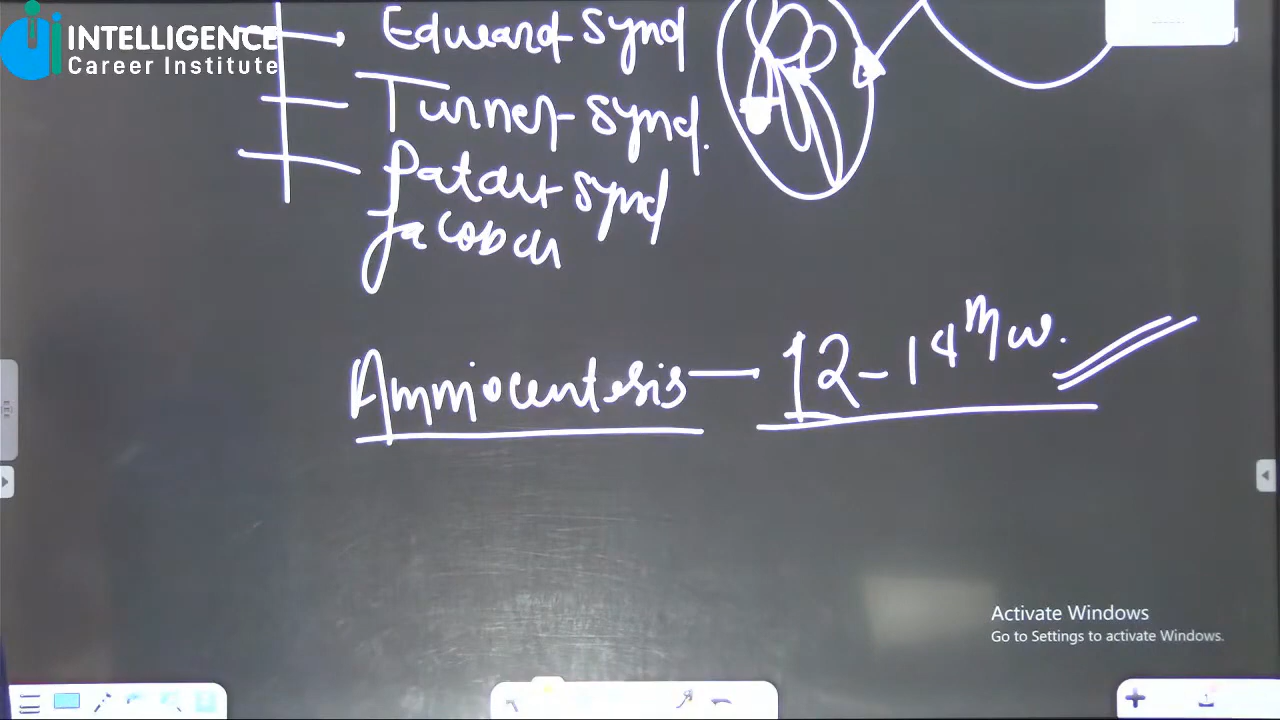 INTELLIGENCE
Career Institute
Edward Synd
Turner Synd.
Patau Synd
Jacobch
Amniocentesis — 12-14th w.
Activate Windows
Go to Settings to activate Windows.